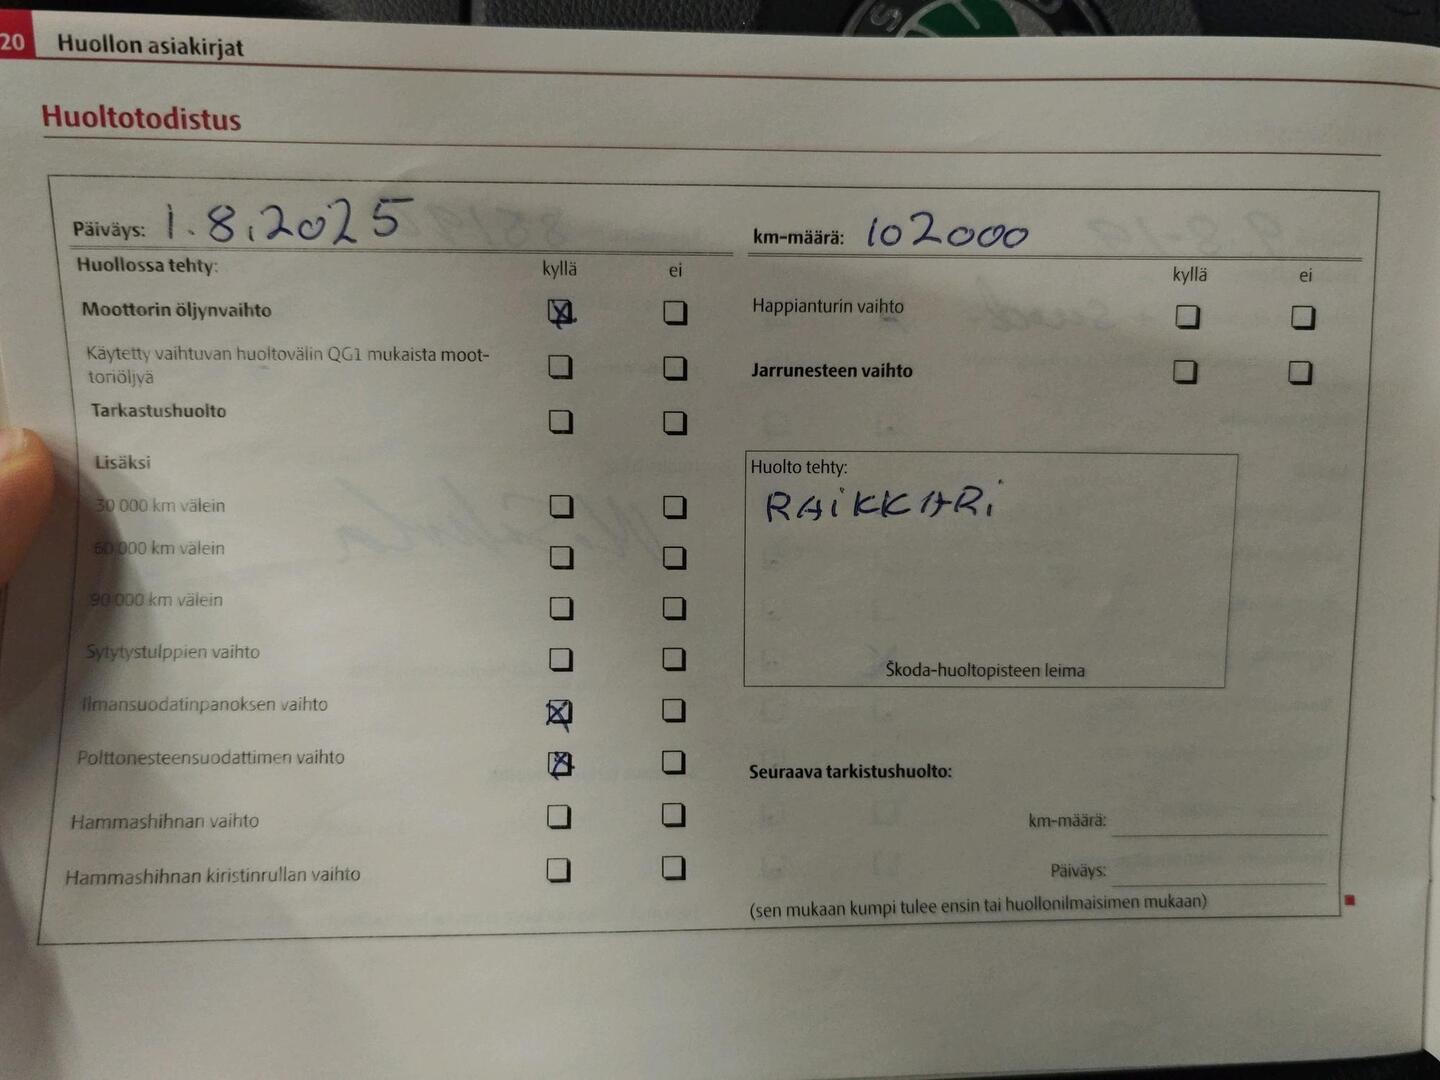 20 Huollon asiakirjat
Huoltotodistus
Päiväys: 1.8.2025
Huollossa tehty: kyllä ei
Moottorin öljynvaihto
Käytetty vaihtuvan huoltovälin QG1 mukaista moot-
toriöljyä
Tarkastushuolto
Lisäksi
30 000 km välein
60 000 km välein
90 000 km välein
Sytytystulppien vaihto
Ilmansuodatinpanoksen vaihto
Polttonesteensuodattimen vaihto
Hammashihnan vaihto
Hammashihnan kiristinrullan vaihto
km-määrä: 102000
kyllä ei
Happianturin vaihto
Jarrunesteen vaihto
Huolto tehty:
RAiKKARi
Škoda-huoltopisteen leima
Seuraava tarkistushuolto:
km-määrä:
Päiväys:
(sen mukaan kumpi tulee ensin tai huollonilmaisimen mukaan)